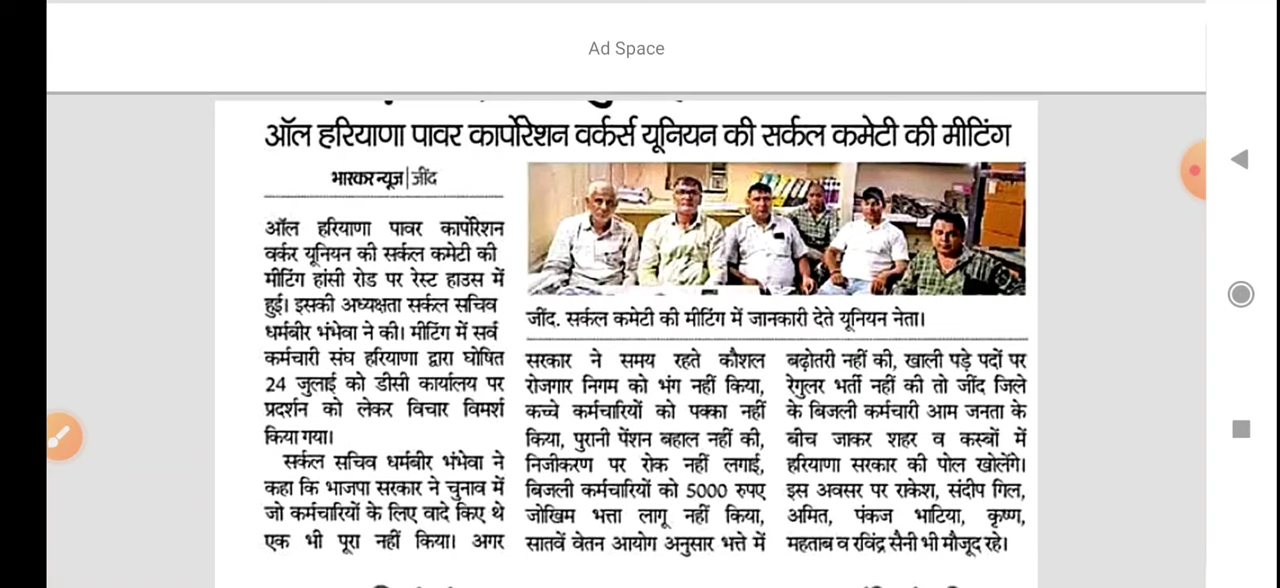 Ad Space
ऑल हरियाणा पावर कार्पोरेशन वर्कर्स यूनियन की सर्कल कमेटी की मीटिंग
भास्कर न्यूज | जींद
ऑल हरियाणा पावर कार्पोरेशन
वर्कर यूनियन की सर्कल कमेटी की
मीटिंग हांसी रोड पर रेस्ट हाउस में
हुई। इसकी अध्यक्षता सर्कल सचिव
धर्मबीर भंभेवा ने की। मीटिंग में सर्व
कर्मचारी संघ हरियाणा द्वारा घोषित
24 जुलाई को डीसी कार्यालय पर
प्रदर्शन को लेकर विचार विमर्श
किया गया।
सर्कल सचिव धर्मबीर भंभेवा ने
कहा कि भाजपा सरकार ने चुनाव में
जो कर्मचारियों के लिए वादे किए थे
एक भी पूरा नहीं किया। अगर
जींद. सर्कल कमेटी की मीटिंग में जानकारी देते यूनियन नेता।
सरकार ने समय रहते कौशल
रोजगार निगम को भंग नहीं किया,
कच्चे कर्मचारियों को पक्का नहीं
किया, पुरानी पेंशन बहाल नहीं की,
निजीकरण पर रोक नहीं लगाई,
बिजली कर्मचारियों को 5000 रुपए
जोखिम भत्ता लागू नहीं किया,
सातवें वेतन आयोग अनुसार भत्ते में
बढ़ोतरी नहीं की, खाली पड़े पदों पर
रेगुलर भर्ती नहीं की तो जींद जिले
के बिजली कर्मचारी आम जनता के
बीच जाकर शहर व कस्बों में
हरियाणा सरकार की पोल खोलेंगे।
इस अवसर पर राकेश, संदीप गिल,
अमित, पंकज भाटिया, कृष्ण,
महताब व रविंद्र सैनी भी मौजूद रहे।